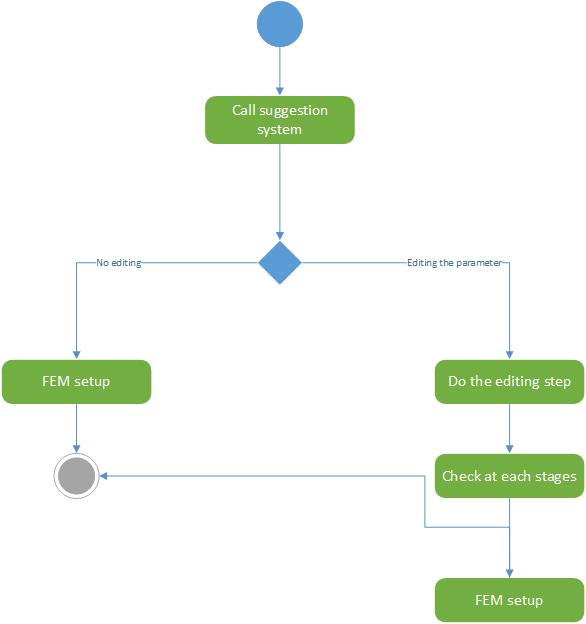 Call suggestion
system
No editing
Editing the parameter
FEM setup
Do the editing step
Check at each stages
FEM setup